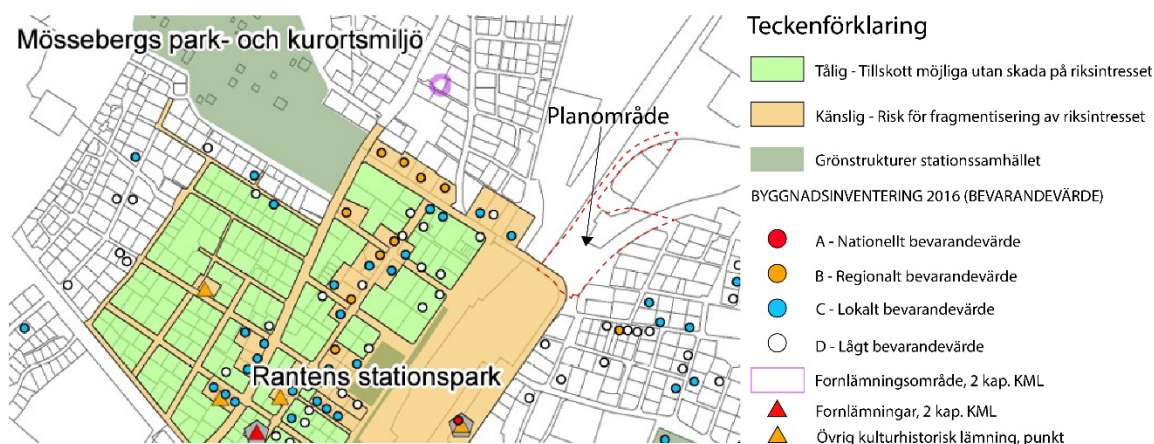 Mössebergs park- och kurortsmiljö
Planområde
Rantens stationspark
Teckenförklaring
Tålig - Tillskott möjliga utan skada på riksintresset
Känslig - Risk för fragmentisering av riksintresset
Grönstrukturer stationssamhället
BYGGNADSINVENTERING 2016 (BEVARANDEVÄRDE)
A - Nationellt bevarandevärde
B - Regionalt bevarandevärde
C - Lokalt bevarandevärde
D - Lågt bevarandevärde
Fornlämningsområde, 2 kap. KML
Fornlämningar, 2 kap. KML
Övrig kulturhistorisk lämning, punkt